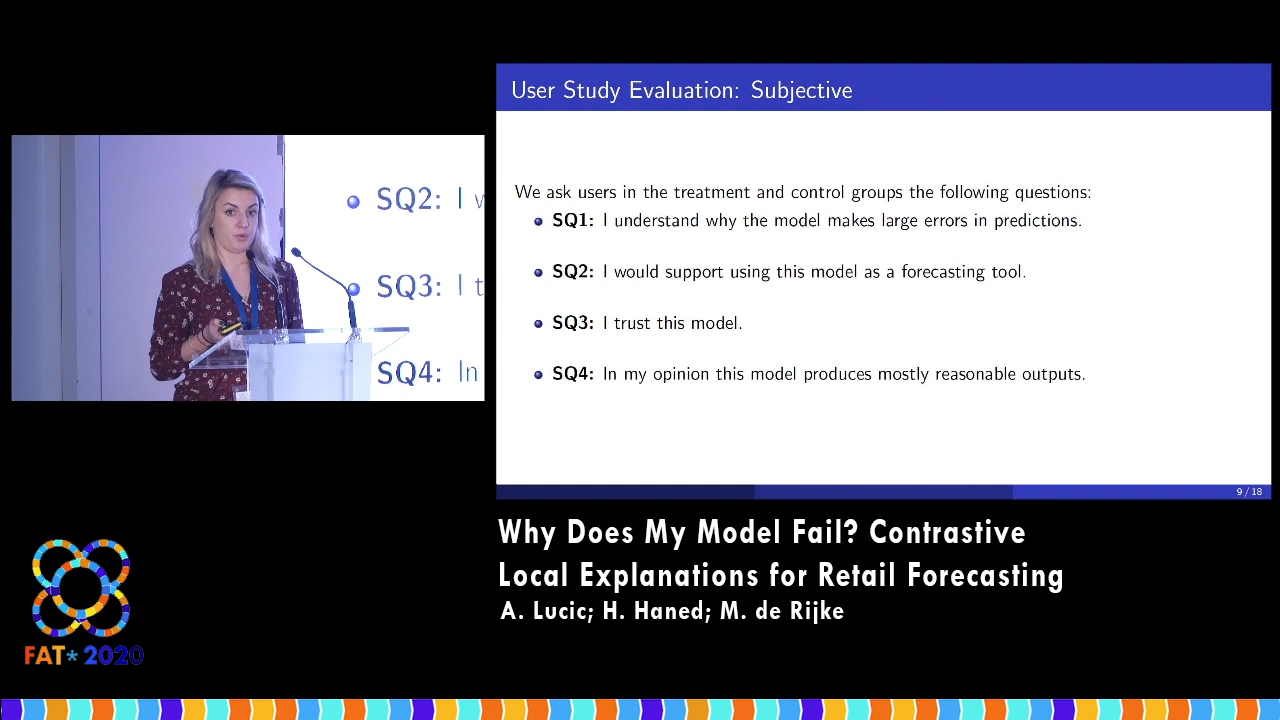 User Study Evaluation: Subjective
We ask users in the treatment and control groups the following questions:
SQ1: I understand why the model makes large errors in predictions.
SQ2: I would support using this model as a forecasting tool.
SQ3: I trust this model.
SQ4: In my opinion this model produces mostly reasonable outputs.
9 / 18
SQ2: I w
SQ3: I t
SQ4: In
Why Does My Model Fail? Contrastive
Local Explanations for Retail Forecasting
A. Lucic; H. Haned; M. de Rijke
FAT* 2020